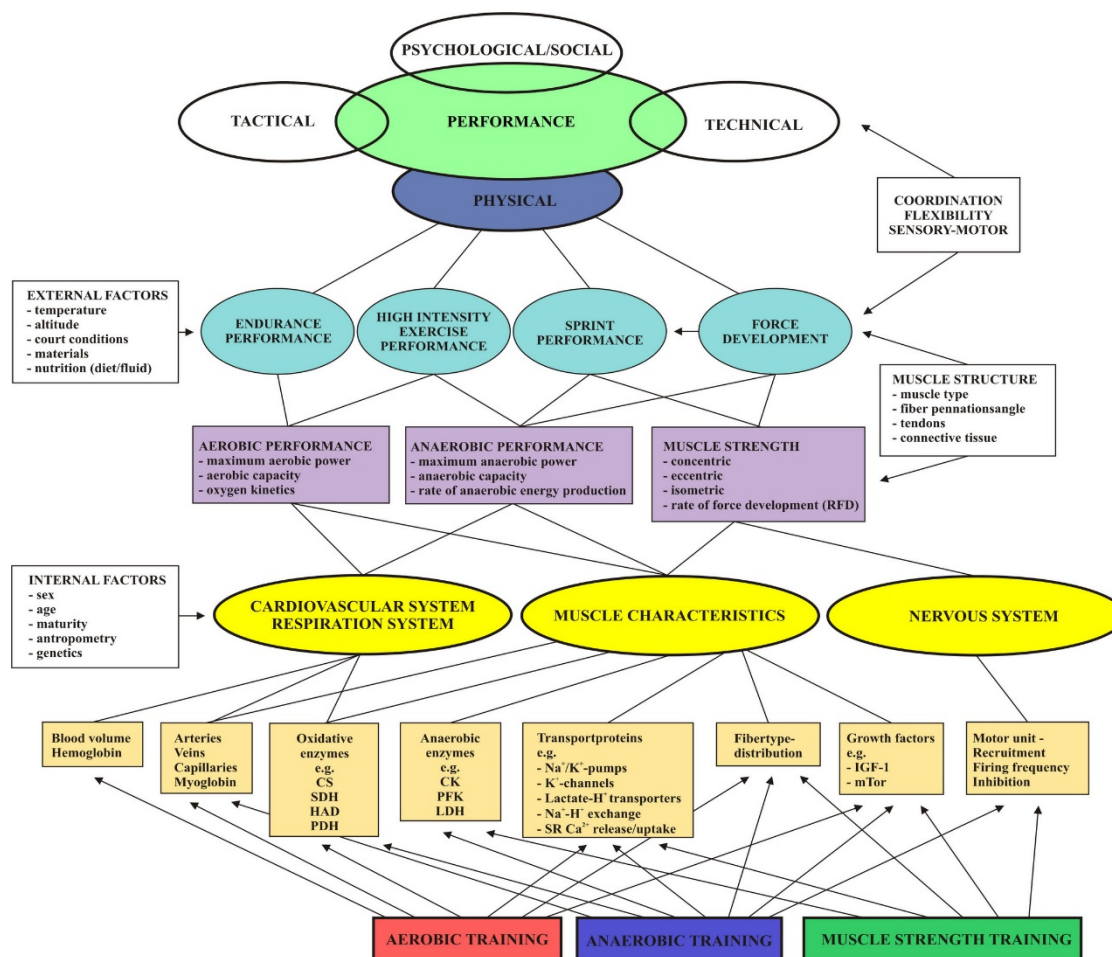 PSYCHOLOGICAL/SOCIAL
TACTICAL
PERFORMANCE
TECHNICAL
PHYSICAL
COORDINATION
FLEXIBILITY
SENSORY-MOTOR
EXTERNAL FACTORS
- temperature
- altitude
- court conditions
- materials
- nutrition (diet/fluid)
ENDURANCE
PERFORMANCE
HIGH INTENSITY
EXERCISE
PERFORMANCE
SPRINT
PERFORMANCE
FORCE
DEVELOPMENT
MUSCLE STRUCTURE
- muscle type
- fiber pennationsangle
- tendons
- connective tissue
AEROBIC PERFORMANCE
- maximum aerobic power
- aerobic capacity
- oxygen kinetics
ANAEROBIC PERFORMANCE
- maximum anaerobic power
- anaerobic capacity
- rate of anaerobic energy production
MUSCLE STRENGTH
- concentric
- eccentric
- isometric
- rate of force development (RFD)
INTERNAL FACTORS
- sex
- age
- maturity
- antropometry
- genetics
CARDIOVASCULAR SYSTEM
RESPIRATION SYSTEM
MUSCLE CHARACTERISTICS
NERVOUS SYSTEM
Blood volume
Hemoglobin
Arteries
Veins
Capillaries
Myoglobin
Oxidative
enzymes
e.g.
CS
SDH
HAD
PDH
Anaerobic
enzymes
e.g.
CK
PFK
LDH
Transportproteins
e.g.
- Na⁺/K⁺-pumps
- K⁺-channels
- Lactate-H⁺ transporters
- Na⁺-H⁺ exchange
- SR Ca²⁺ release/uptake
Fibertype-
distribution
Growth factors
e.g.
- IGF-1
- mTor
Motor unit -
Recruitment
Firing frequency
Inhibition
AEROBIC TRAINING
ANAEROBIC TRAINING
MUSCLE STRENGTH TRAINING